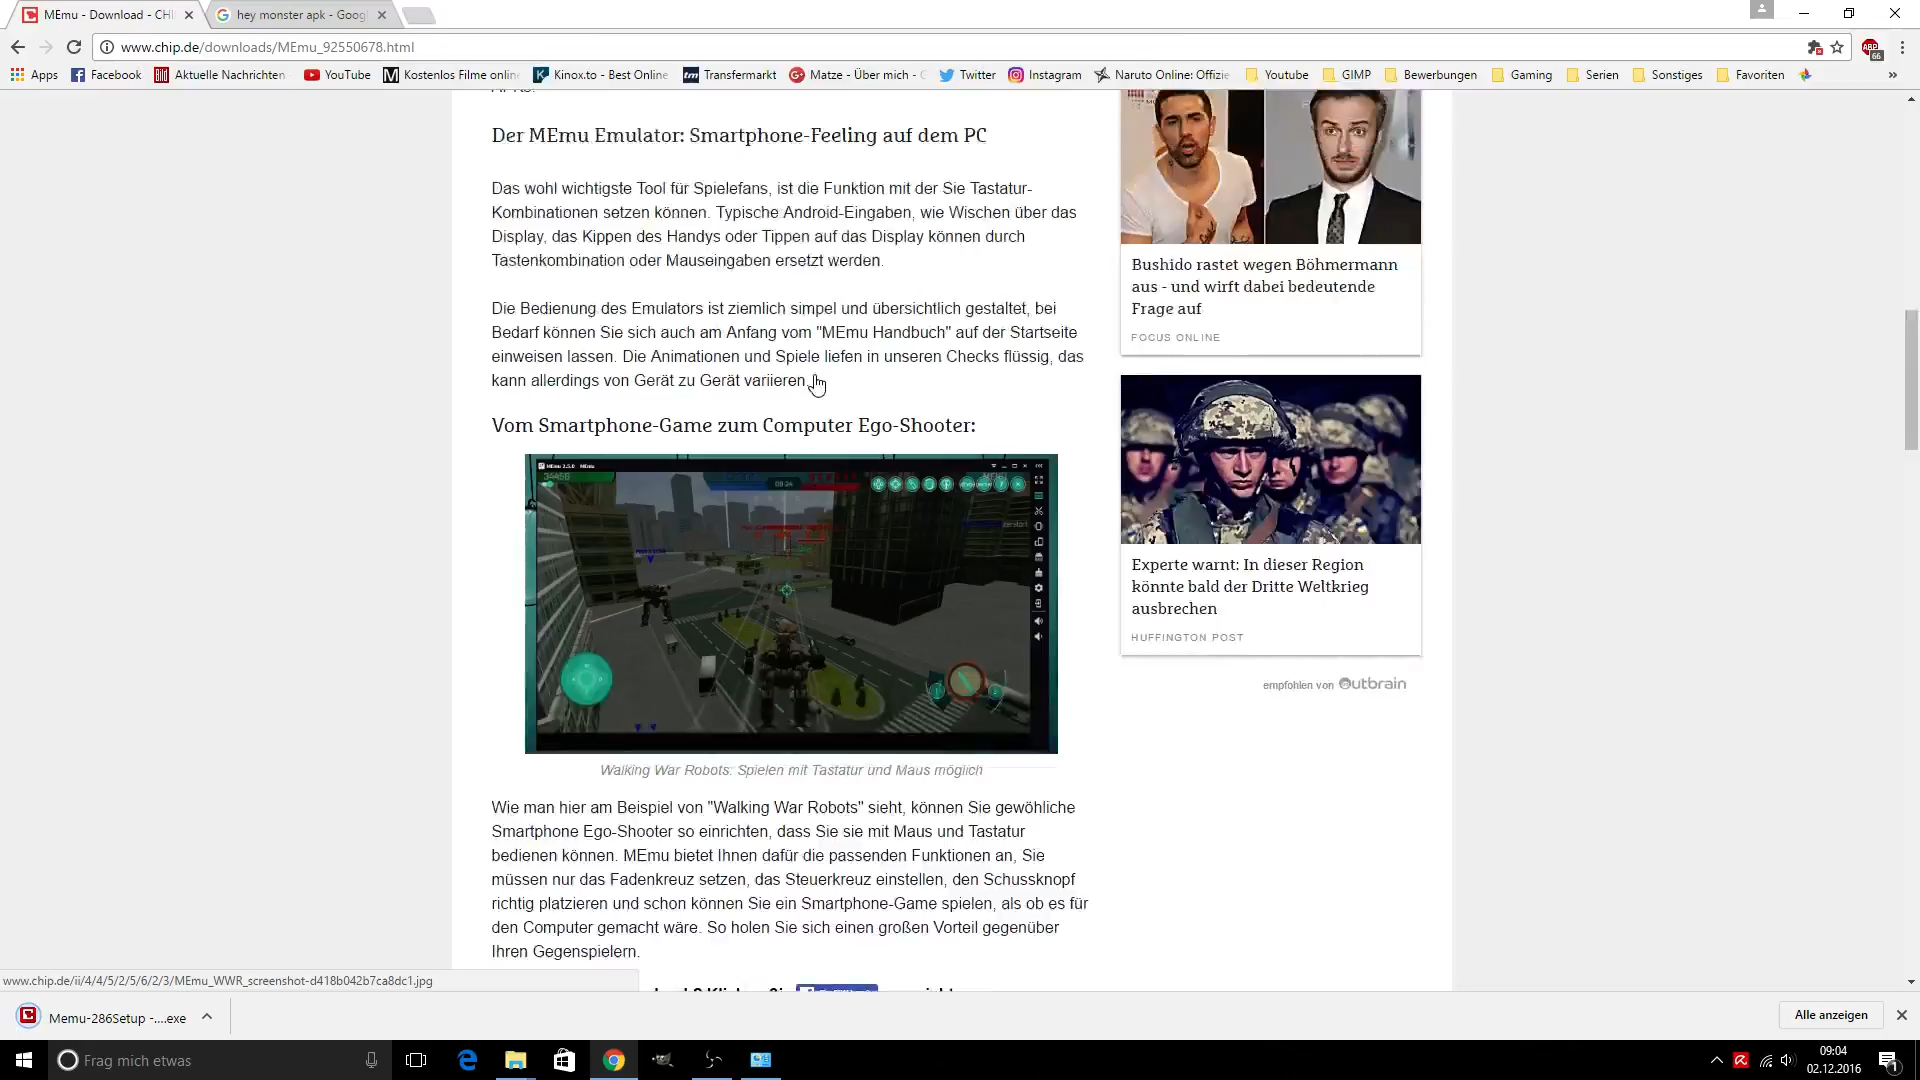 MEmu - Download - CHI
hey monster apk - Goog
www.chip.de/downloads/MEmu_92550678.html
Apps
Facebook
Aktuelle Nachrichten
YouTube
Kostenlos Filme online
Kinox.to - Best Online
Transfermarkt
Matze - Über mich -
Twitter
Instagram
Naruto Online: Offizie
Youtube
GIMP
Bewerbungen
Gaming
Serien
Sonstiges
Favoriten
»
ABP
66
Der MEmu Emulator: Smartphone-Feeling auf dem PC
Das wohl wichtigste Tool für Spielefans, ist die Funktion mit der Sie Tastatur-
Kombinationen setzen können. Typische Android-Eingaben, wie Wischen über das
Display, das Kippen des Handys oder Tippen auf das Display können durch
Tastenkombination oder Mauseingaben ersetzt werden.
Die Bedienung des Emulators ist ziemlich simpel und übersichtlich gestaltet, bei
Bedarf können Sie sich auch am Anfang vom "MEmu Handbuch" auf der Startseite
einweisen lassen. Die Animationen und Spiele liefen in unseren Checks flüssig, das
kann allerdings von Gerät zu Gerät variieren
Vom Smartphone-Game zum Computer Ego-Shooter:
MEmu 2.5.0 MEmu
08:24
Walking War Robots: Spielen mit Tastatur und Maus möglich
Wie man hier am Beispiel von "Walking War Robots" sieht, können Sie gewöhliche
Smartphone Ego-Shooter so einrichten, dass Sie sie mit Maus und Tastatur
bedienen können. MEmu bietet Ihnen dafür die passenden Funktionen an, Sie
müssen nur das Fadenkreuz setzen, das Steuerkreuz einstellen, den Schussknopf
richtig platzieren und schon können Sie ein Smartphone-Game spielen, als ob es für
den Computer gemacht wäre. So holen Sie sich einen großen Vorteil gegenüber
Ihren Gegenspielern.
Bushido rastet wegen Böhmermann
aus - und wirft dabei bedeutende
Frage auf
FOCUS ONLINE
Experte warnt: In dieser Region
könnte bald der Dritte Weltkrieg
ausbrechen
HUFFINGTON POST
empfohlen von Outbrain
www.chip.de/ii/4/4/5/2/5/6/2/3/MEmu_WWR_screenshot-d418b042b7ca8dc1.jpg
Memu-286Setup -....exe
Alle anzeigen
Frag mich etwas
09:04
02.12.2016
1